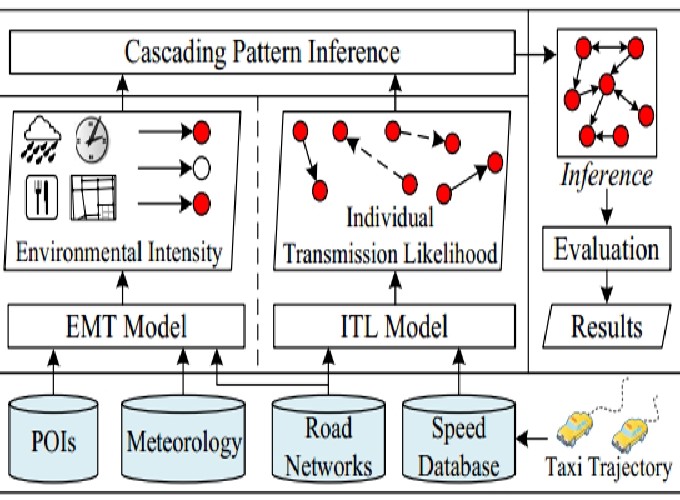 Cascading Pattern Inference
Inference
Environmental Intensity
Individual
Transmission Likelihood
Evaluation
EMT Model
ITL Model
Results
POIs
Meteorology
Road
Networks
Speed
Database
Taxi Trajectory